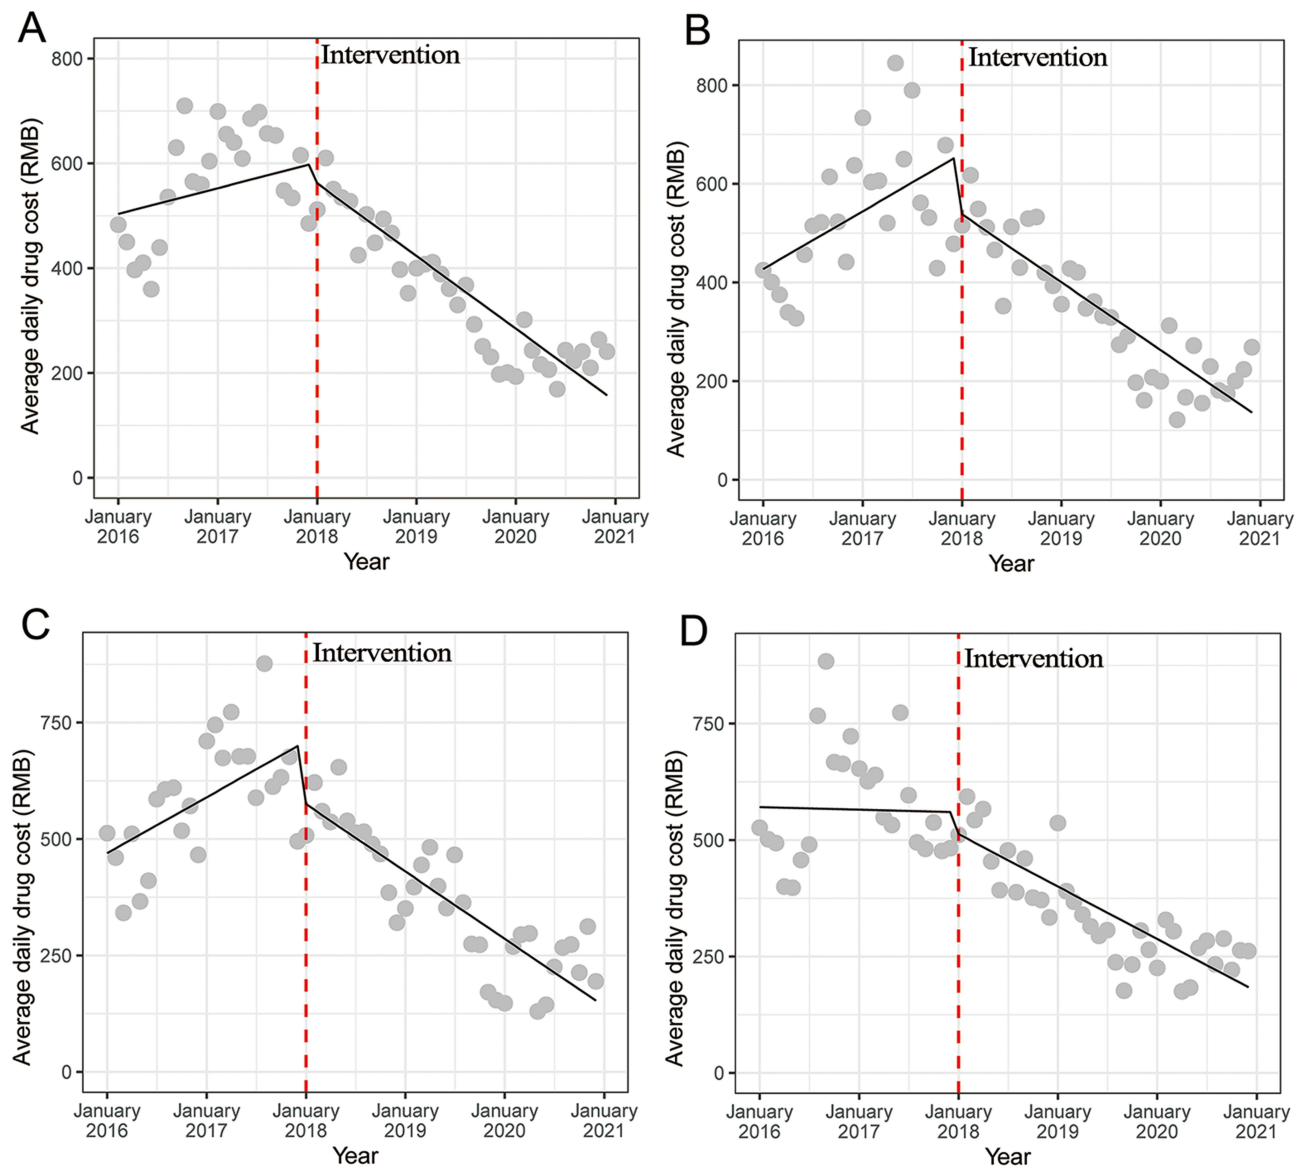 A
Intervention
800
600
400
200
0
Average daily drug cost (RMB)
January January January January January January
2016 2017 2018 2019 2020 2021
Year
B
Intervention
800
600
400
200
0
Average daily drug cost (RMB)
January January January January January January
2016 2017 2018 2019 2020 2021
Year
C
Intervention
750
500
250
0
Average daily drug cost (RMB)
January January January January January January
2016 2017 2018 2019 2020 2021
Year
D
Intervention
750
500
250
0
Average daily drug cost (RMB)
January January January January January January
2016 2017 2018 2019 2020 2021
Year